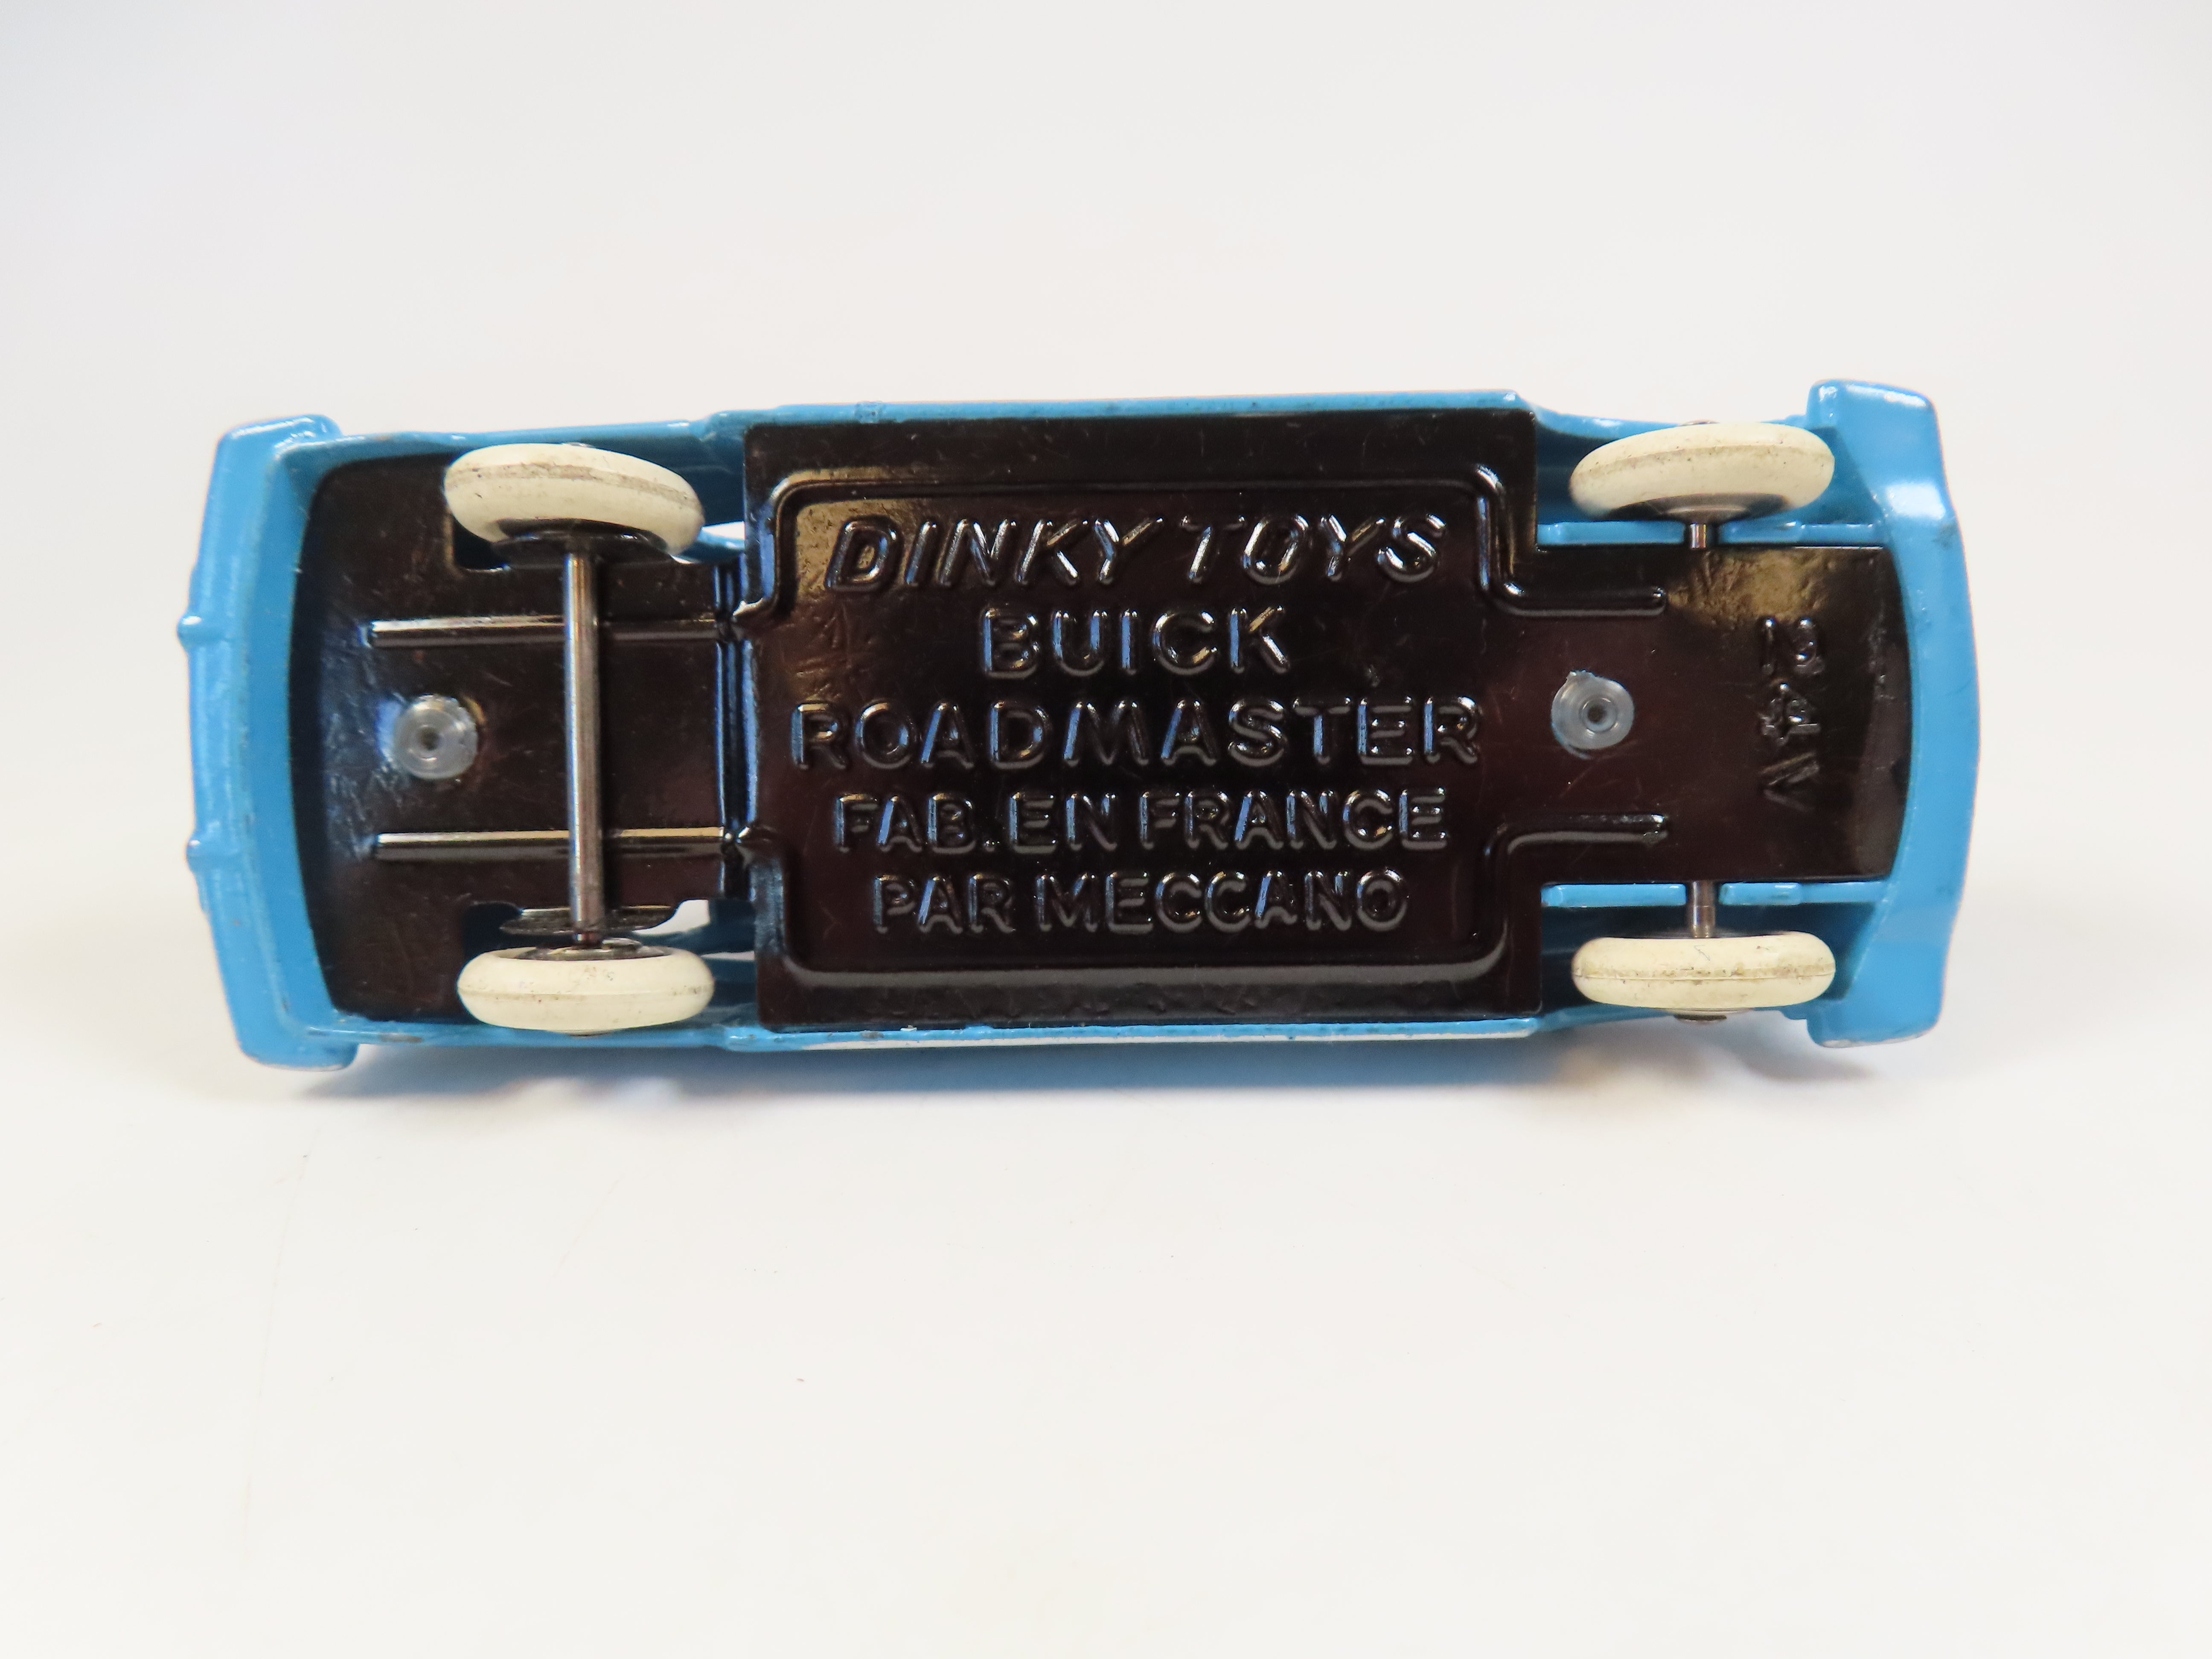 DINKY TOYS
BUICK
ROADMASTER
FAB. EN FRANCE
PAR MECCANO
24V